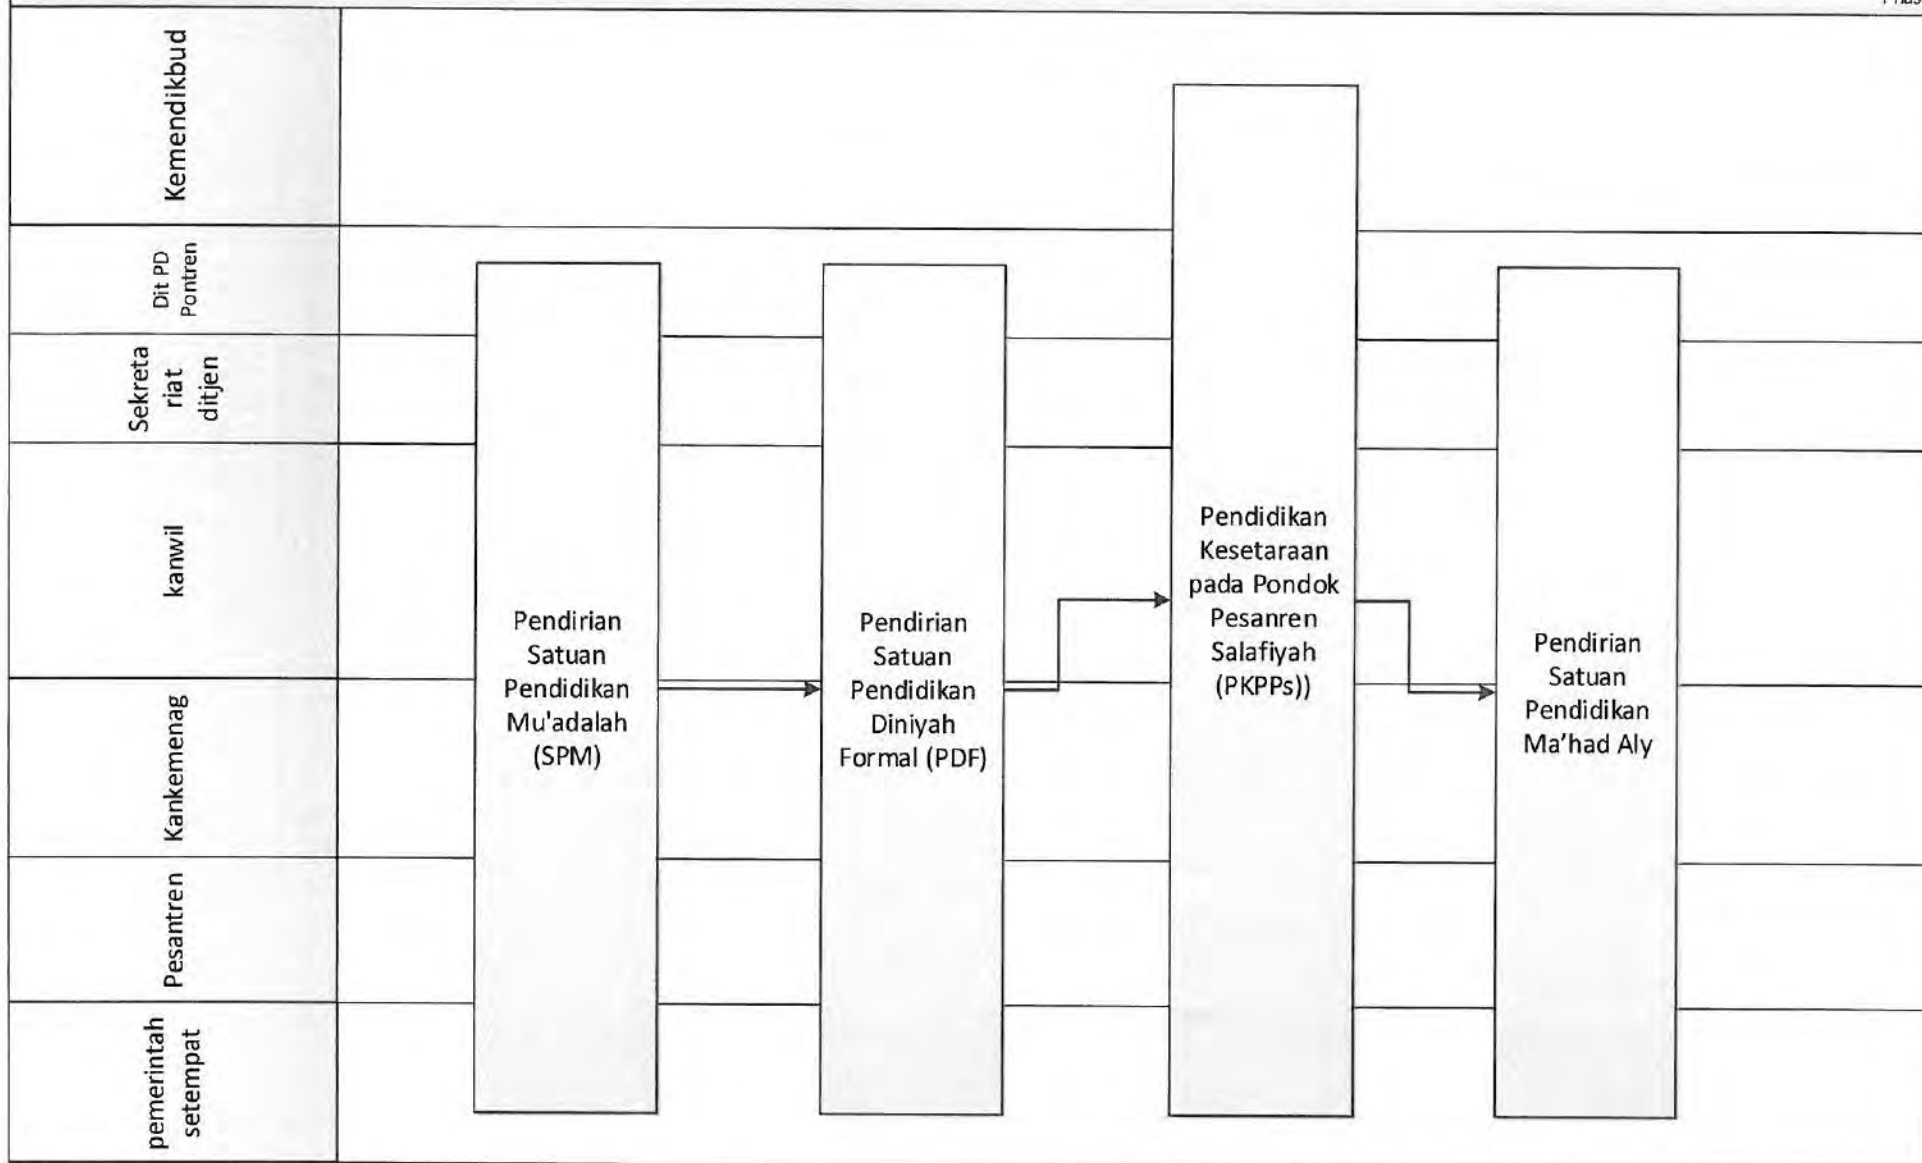 Kemendikbud
Dit PD
Pontren
Sekreta
riat
ditjen
kanwil
Kankemenag
Pesantren
pemerintah
setempat
Pendirian
Satuan
Pendidikan
Mu'adalah
(SPM)
Pendirian
Satuan
Pendidikan
Diniyah
Formal (PDF)
Pendidikan
Kesetaraan
pada Pondok
Pesanren
Salafiyah
(PKPPs))
Pendirian
Satuan
Pendidikan
Ma’had Aly